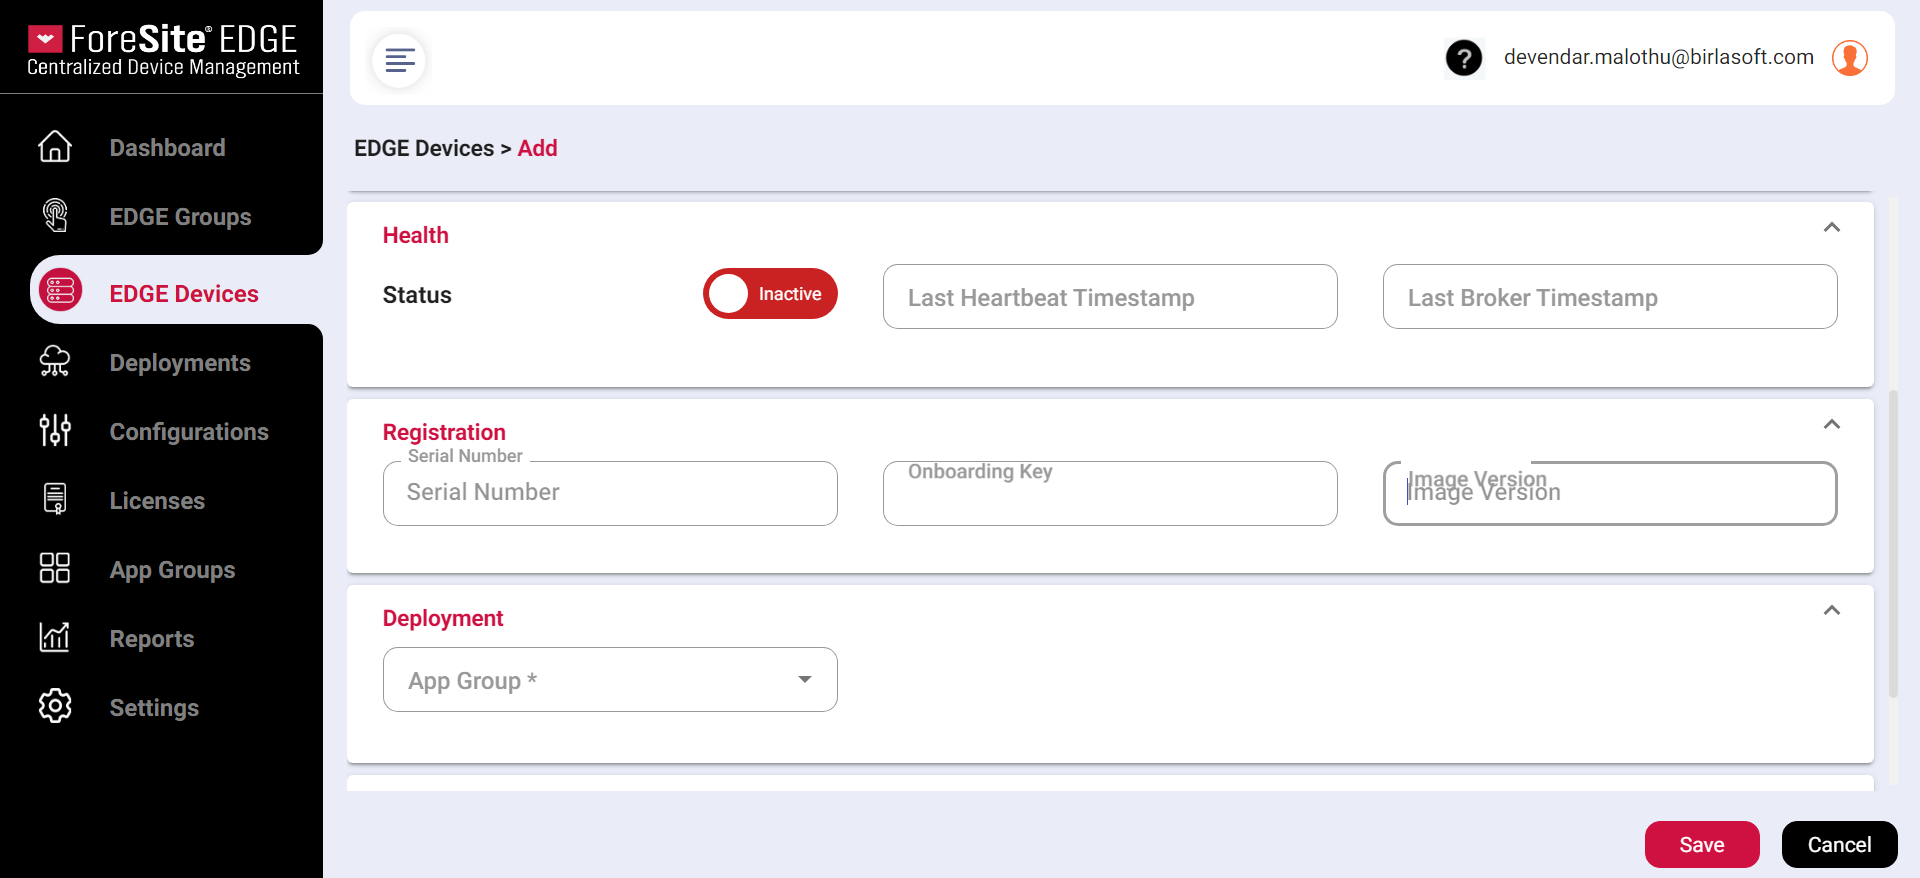 ForeSite® EDGE
Centralized Device Management
?
devendar.malothu@birlasoft.com
Dashboard
EDGE Groups
EDGE Devices
Deployments
Configurations
Licenses
App Groups
Reports
Settings
EDGE Devices > Add
Health
Status
Inactive
Last Heartbeat Timestamp
Last Broker Timestamp
Registration
Serial Number
Serial Number
Onboarding Key
Image Version
Image Version
Deployment
App Group *
Save
Cancel